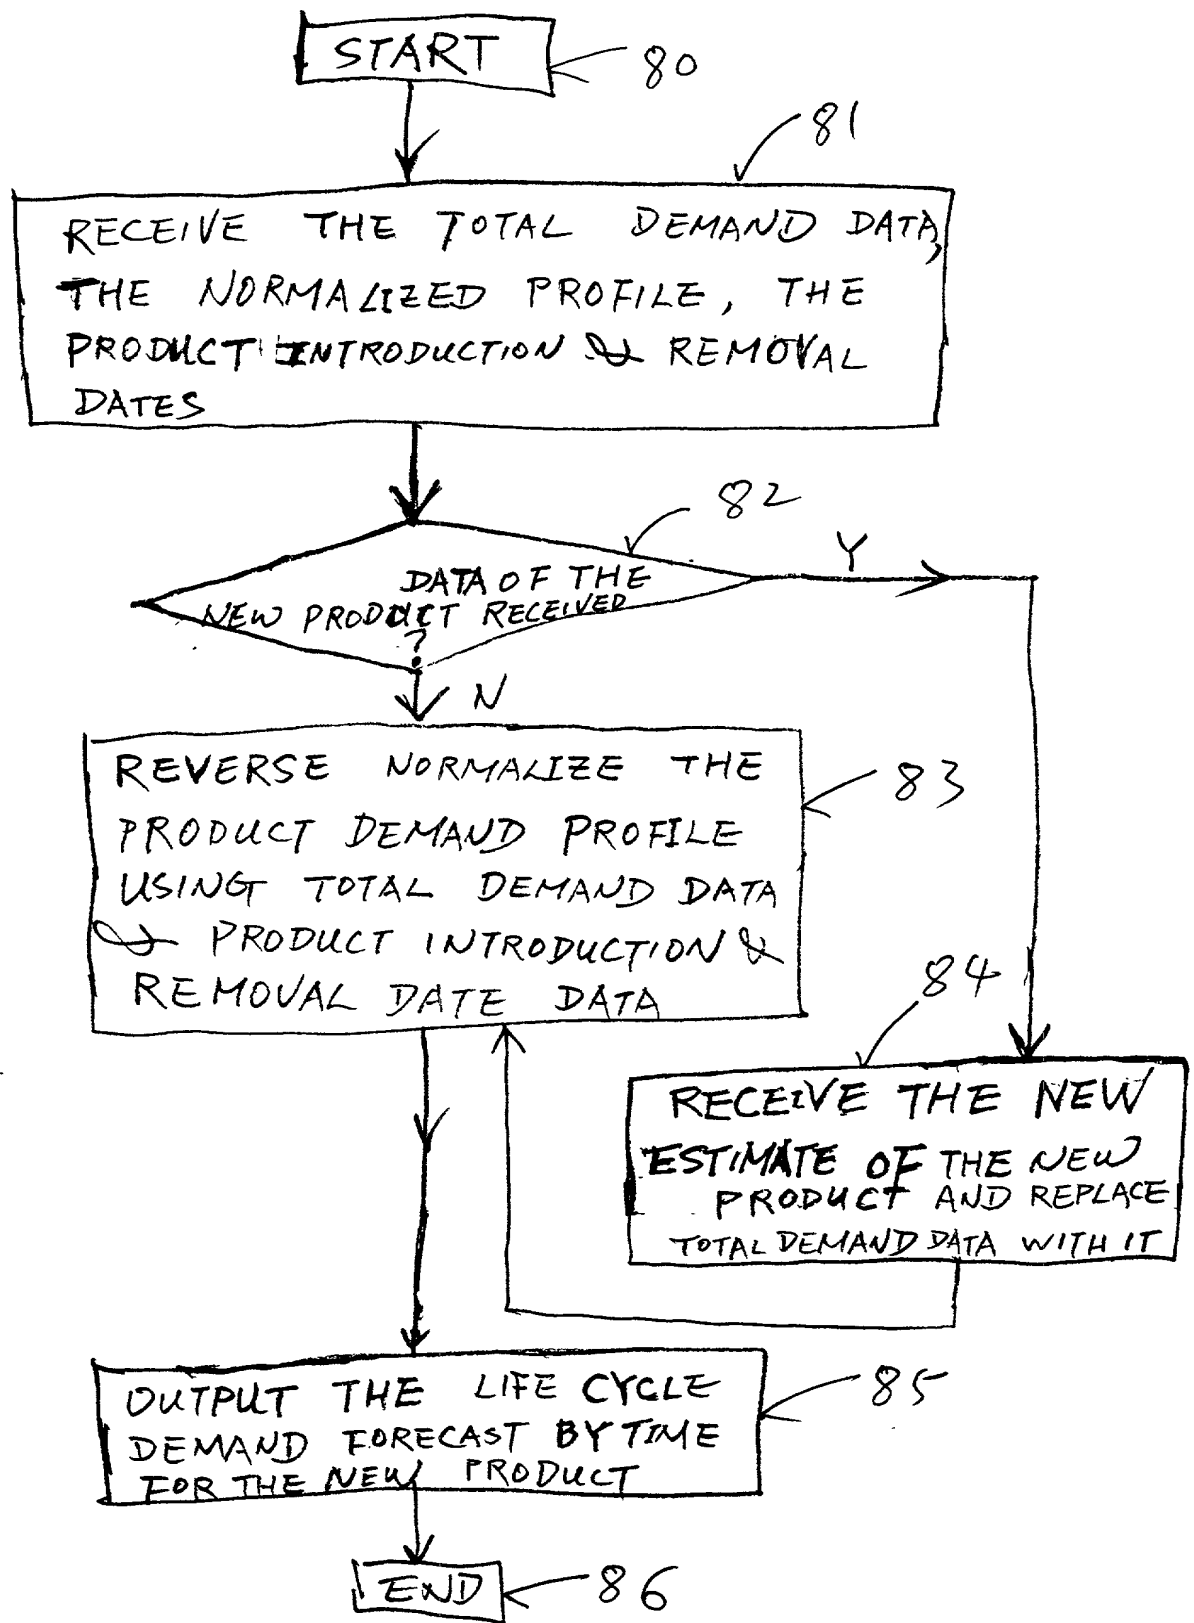 START
80
81
RECEIVE THE TOTAL DEMAND DATA,
THE NORMALIZED PROFILE, THE
PRODUCT INTRODUCTION & REMOVAL
DATES
82
Y
DATA OF THE
NEW PRODUCT RECEIVED
?
N
REVERSE NORMALIZE THE
PRODUCT DEMAND PROFILE
USING TOTAL DEMAND DATA
& PRODUCT INTRODUCTION &
REMOVAL DATE DATA
83
84
RECEIVE THE NEW
ESTIMATE OF THE NEW
PRODUCT AND REPLACE
TOTAL DEMAND DATA WITH IT
OUTPUT THE LIFE CYCLE
DEMAND FORECAST BY TIME
FOR THE NEW PRODUCT
85
END
86